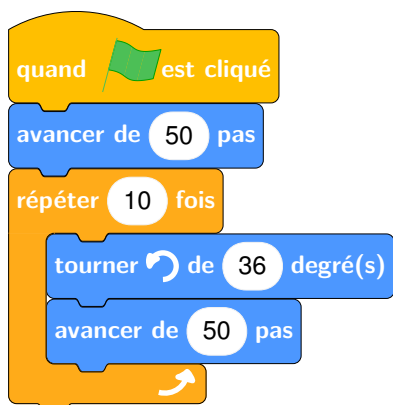 quand est cliqué
avancer de 50 pas
répéter 10 fois
tourner de 36 degré(s)
avancer de 50 pas